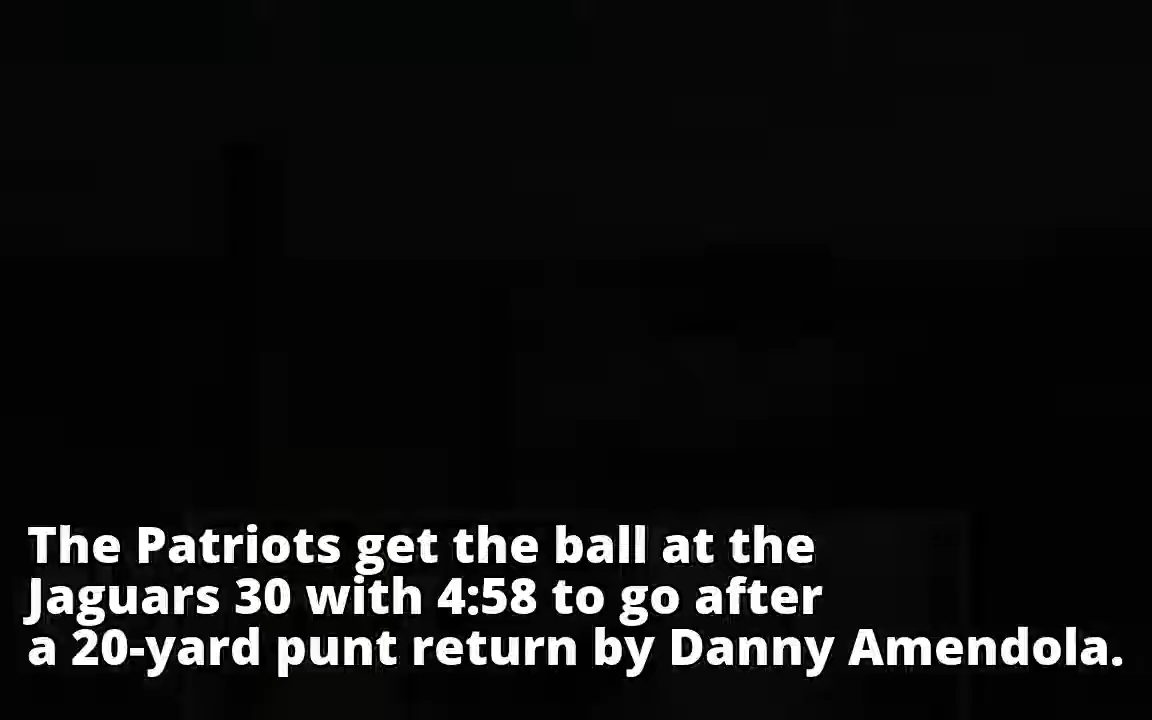 The Patriots get the ball at the
Jaguars 30 with 4:58 to go after
a 20-yard punt return by Danny Amendola.